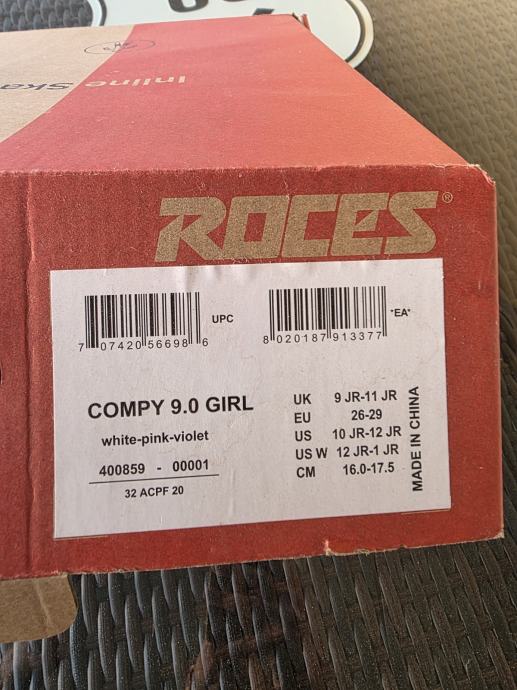 Inline Ska
ROCES®
7 07420 56698 6
UPC
8 020187 913377
*EA*
COMPY 9.0 GIRL
white-pink-violet
400859 - 00001
32 ACPF 20
UK 9 JR-11 JR
EU 26-29
US 10 JR-12 JR
US W 12 JR-1 JR
CM 16.0-17.5
MADE IN CHINA